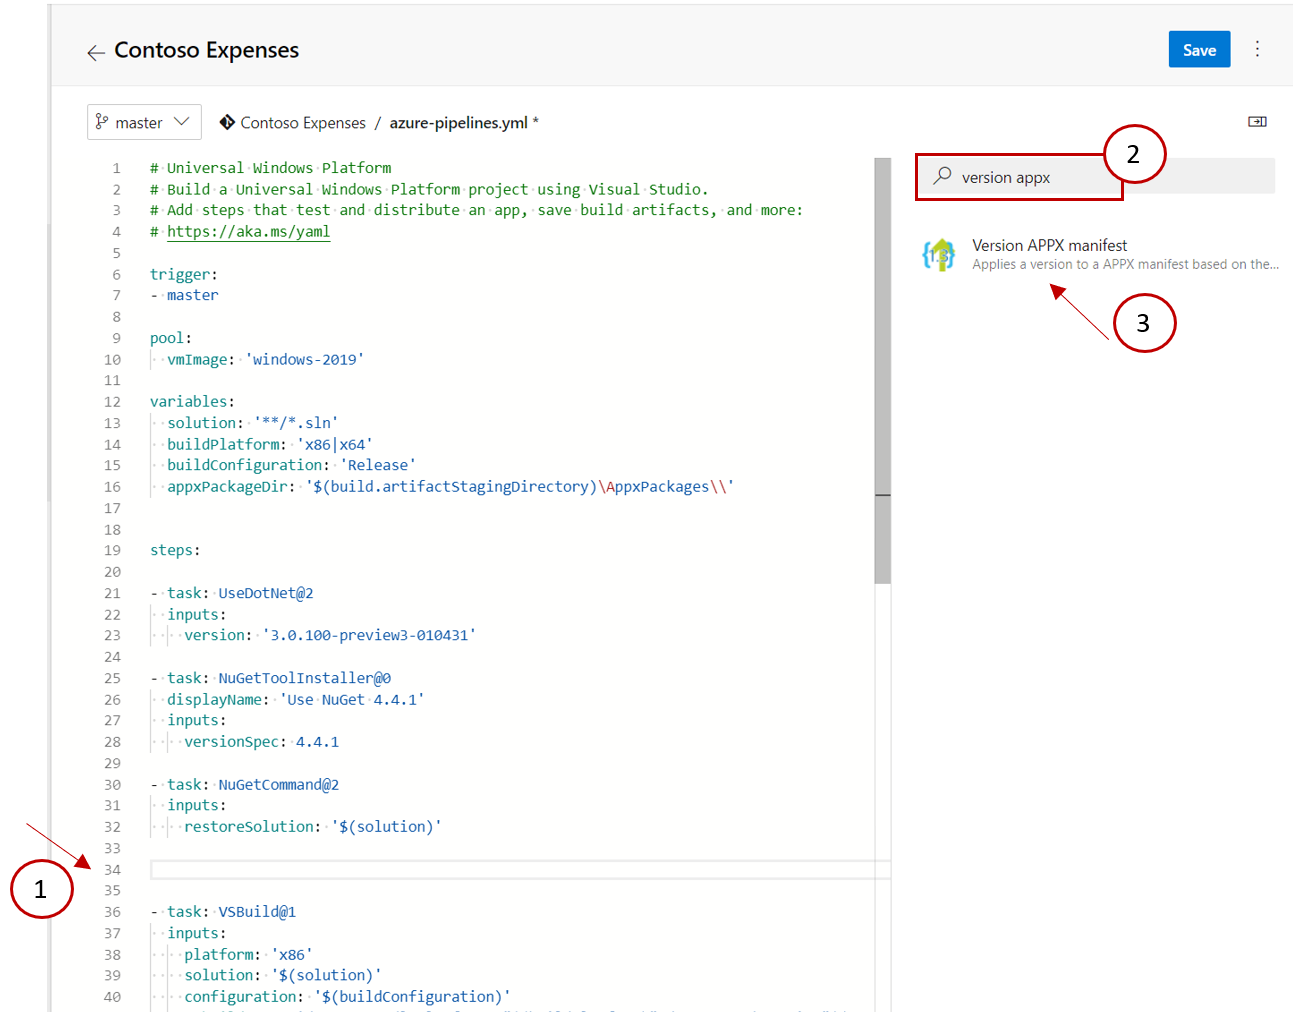 Contoso Expenses
Save
master
Contoso Expenses / azure-pipelines.yml *
1 # Universal Windows Platform
2 # Build a Universal Windows Platform project using Visual Studio.
3 # Add steps that test and distribute an app, save build artifacts, and more:
4 # https://aka.ms/yaml
5
6 trigger:
7 - master
8
9 pool:
10   vmImage: 'windows-2019'
11
12 variables:
13   solution: '**/*.sln'
14   buildPlatform: 'x86|x64'
15   buildConfiguration: 'Release'
16   appxPackageDir: '$(build.artifactStagingDirectory)\AppxPackages\\'
17
18
19 steps:
20
21 - task: UseDotNet@2
22   inputs:
23     version: '3.0.100-preview3-010431'
24
25 - task: NuGetToolInstaller@0
26   displayName: 'Use NuGet 4.4.1'
27   inputs:
28     versionSpec: 4.4.1
29
30 - task: NuGetCommand@2
31   inputs:
32     restoreSolution: '$(solution)'
33
34
35
36 - task: VSBuild@1
37   inputs:
38     platform: 'x86'
39     solution: '$(solution)'
40     configuration: '$(buildConfiguration)'
1
2
version appx
{1.3}
Version APPX manifest
Applies a version to a APPX manifest based on the...
3